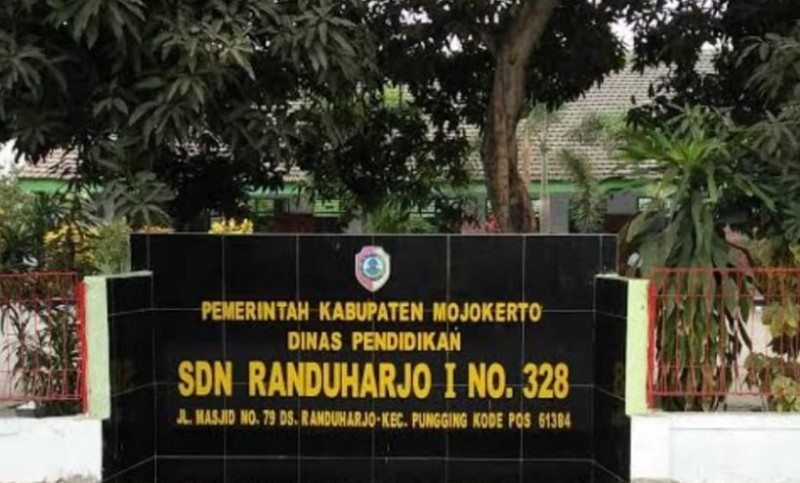 PEMERINTAH KABUPATEN MOJOKERTO
DINAS PENDIDIKAN
SDN RANDUHARJO I NO. 328
JL. MASJID NO. 79 DS. RANDUHARJO-KEC. PUNGGING KODE POS 61384